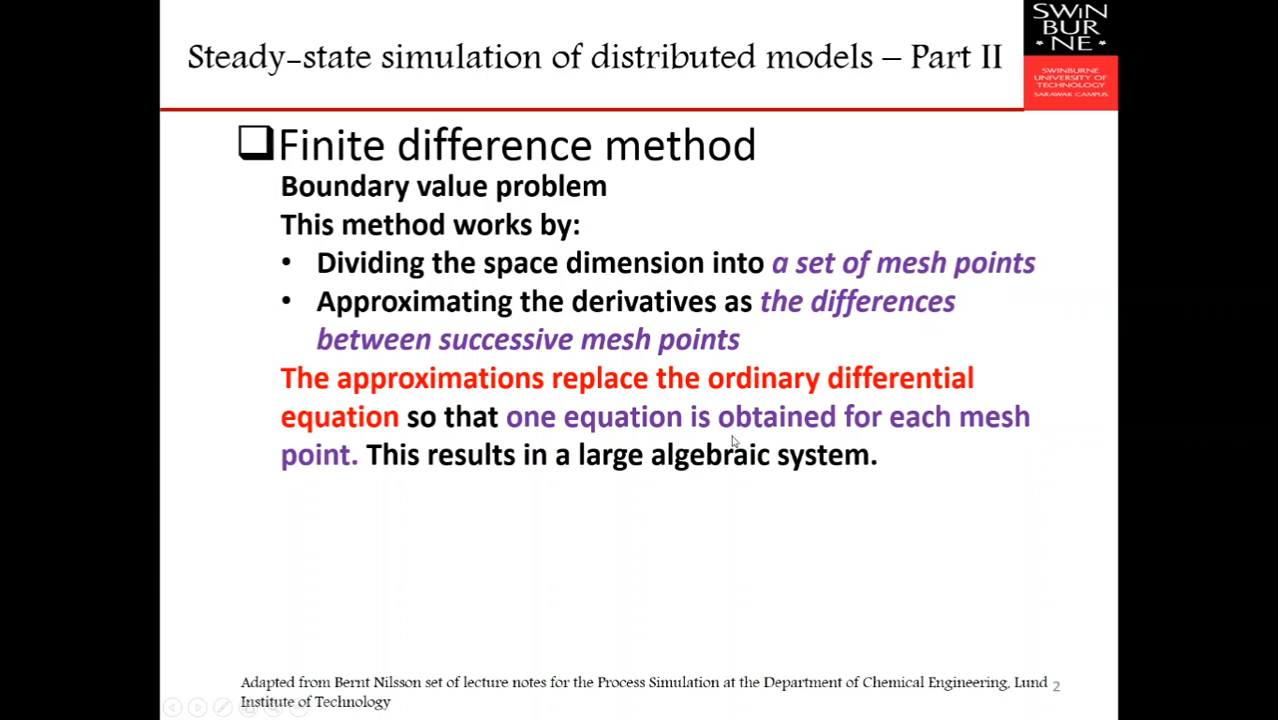 Steady-state simulation of distributed models – Part II
SWIN
BUR
*NE*
SWINBURNE
UNIVERSITY OF
TECHNOLOGY
SARAWAK CAMPUS
Finite difference method
Boundary value problem
This method works by:
• Dividing the space dimension into a set of mesh points
• Approximating the derivatives as the differences
between successive mesh points
The approximations replace the ordinary differential
equation so that one equation is obtained for each mesh
point. This results in a large algebraic system.
Adapted from Bernt Nilsson set of lecture notes for the Process Simulation at the Department of Chemical Engineering, Lund
Institute of Technology
2